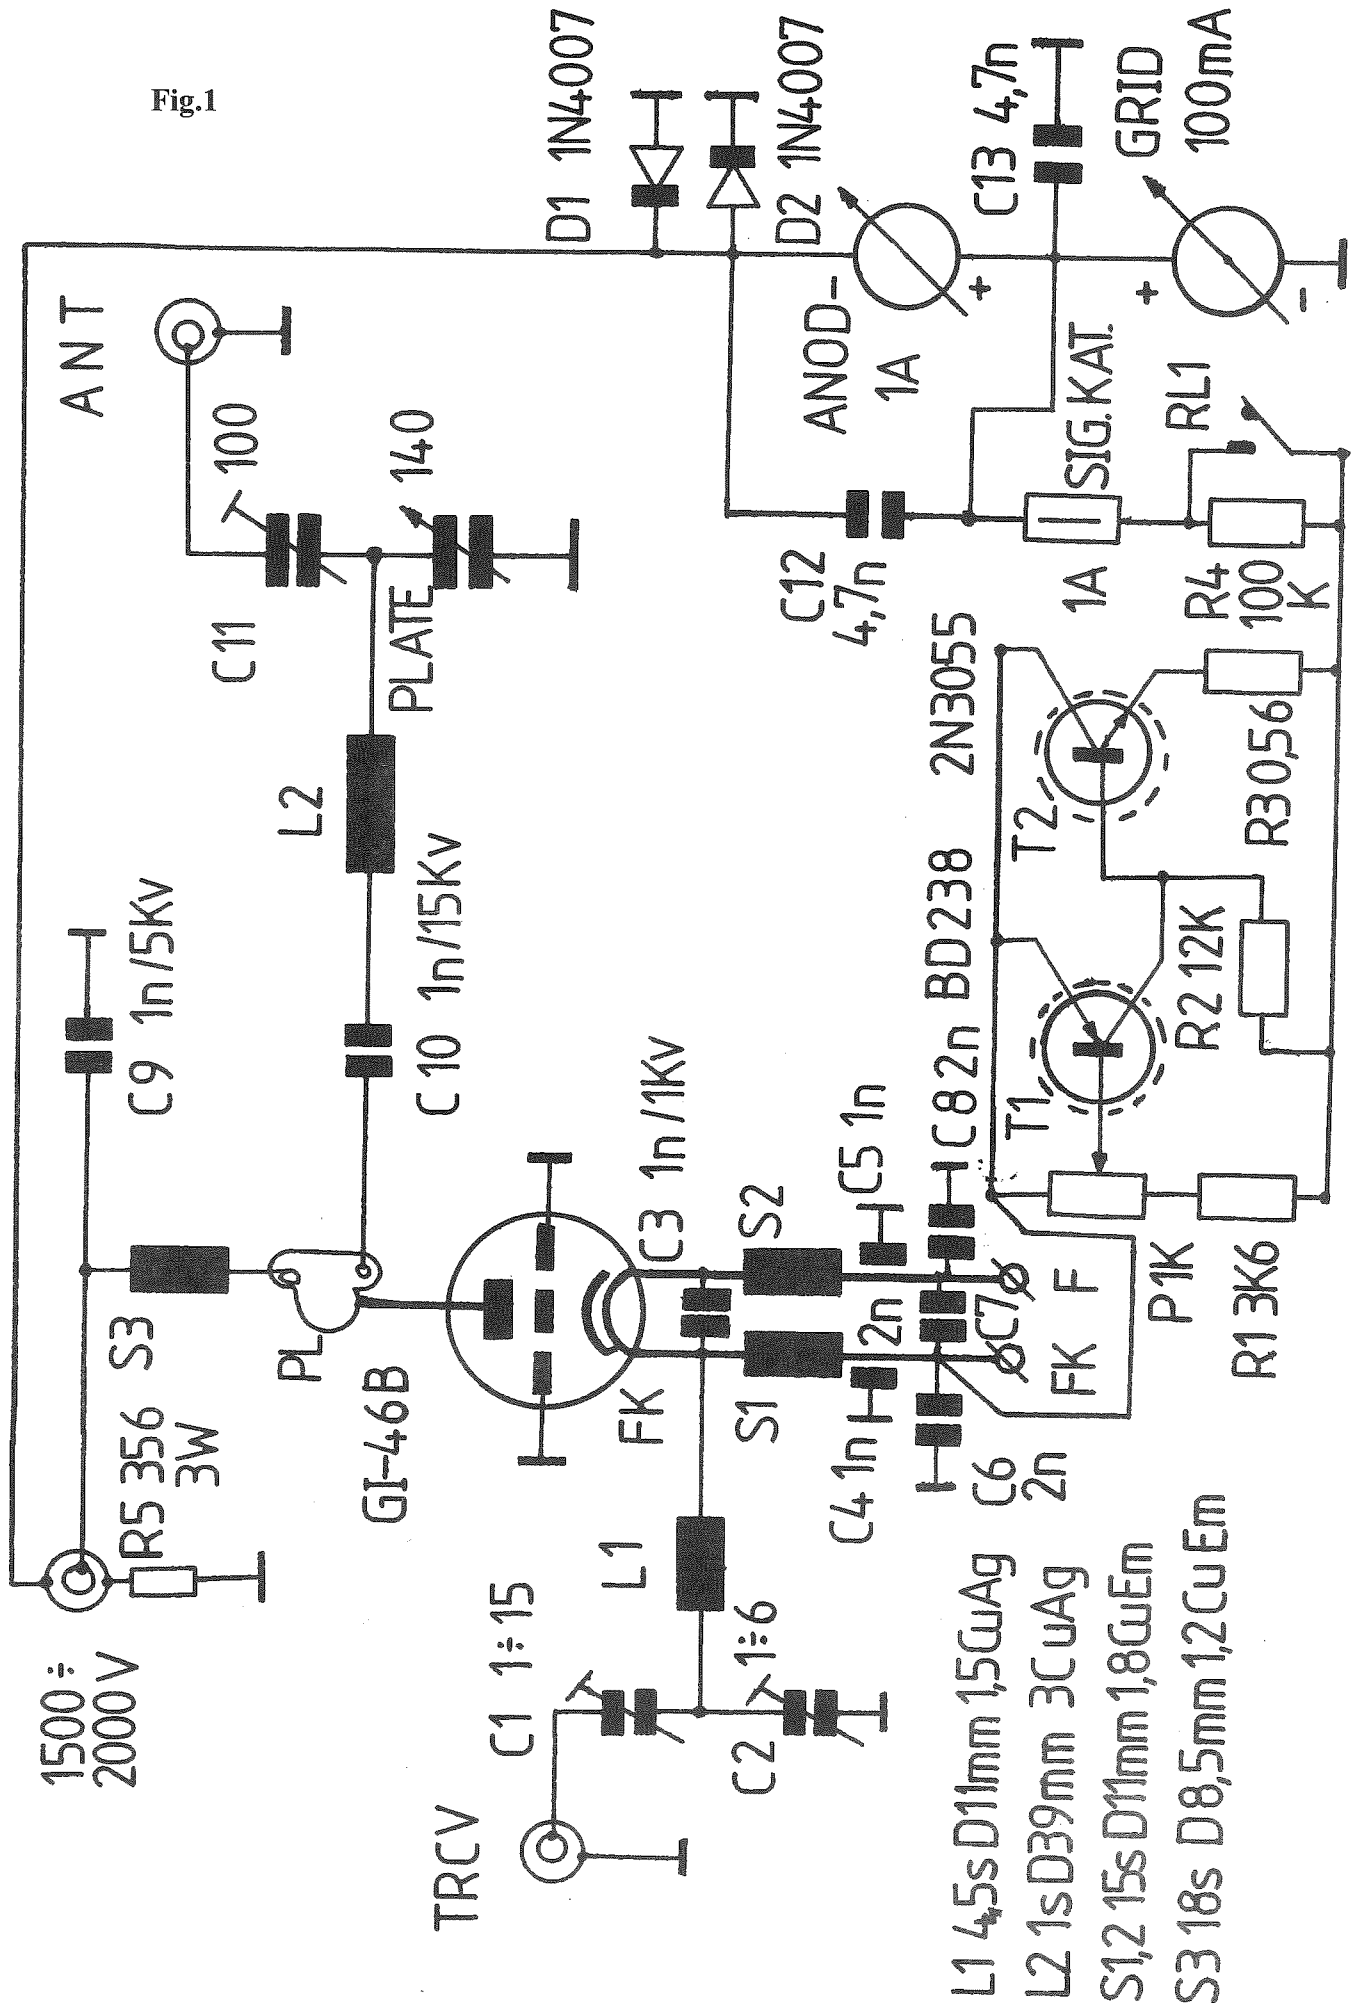 Fig.1
1500÷
2000V
R5 356
3W
S3
PL
C9 1n/5Kv
C10 1n/15Kv
L2
C11
100
PLATE
140
ANT
D1 1N4007
D2 1N4007
TRCV
C1 1÷15
C2 1÷6
L1
GI-46B
FK
C3 1n/1Kv
S1
S2
C4 1n
C5 1n
2n
C7
C6
2n
C8 2n
FK
F
BD238
2N3055
T1
T2
P1K
R1 3K6
R2 12K
R3 0,56
C12
4,7n
ANOD
-
+
1A
C13 4,7n
GRID
100mA
+
-
1A
SIG.KAT.
R4
100
K
RL1
L1 4,5s D11mm 1,5CuAg
L2 1s D39mm 3CuAg
S1,2 15s D11mm 1,8CuEm
S3 18s D8,5mm 1,2CuEm